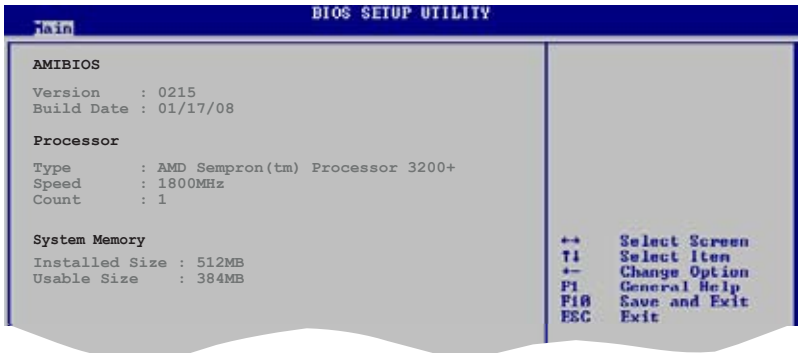 BIOS SETUP UTILITY
Main
AMIBIOS
Version : 0215
Build Date : 01/17/08
Processor
Type : AMD Sempron(tm) Processor 3200+
Speed : 1800MHz
Count : 1
System Memory
Installed Size : 512MB
Usable Size : 384MB
←→ Select Screen
↑↓ Select Item
+- Change Option
F1 General Help
F10 Save and Exit
ESC Exit